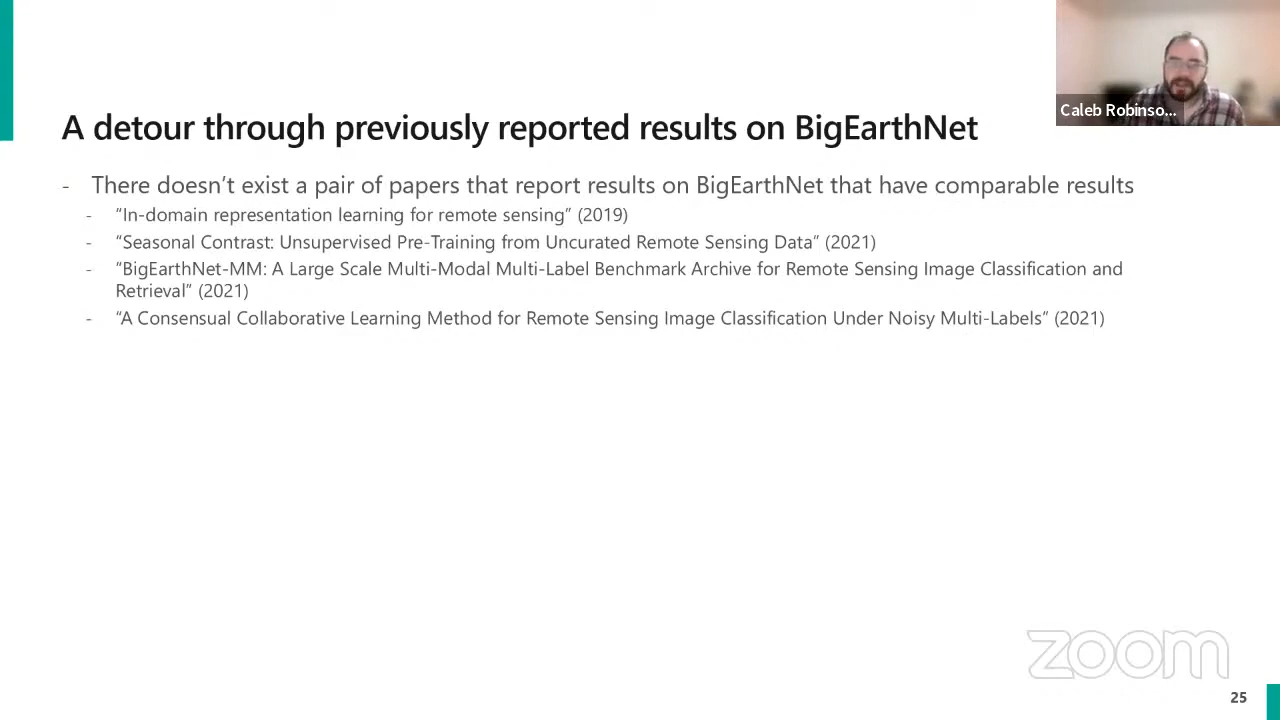 Caleb Robinso...
A detour through previously reported results on BigEarthNet
- There doesn't exist a pair of papers that report results on BigEarthNet that have comparable results
- "In-domain representation learning for remote sensing" (2019)
- "Seasonal Contrast: Unsupervised Pre-Training from Uncurated Remote Sensing Data" (2021)
- "BigEarthNet-MM: A Large Scale Multi-Modal Multi-Label Benchmark Archive for Remote Sensing Image Classification and
Retrieval" (2021)
- "A Consensual Collaborative Learning Method for Remote Sensing Image Classification Under Noisy Multi-Labels" (2021)
zoom
25